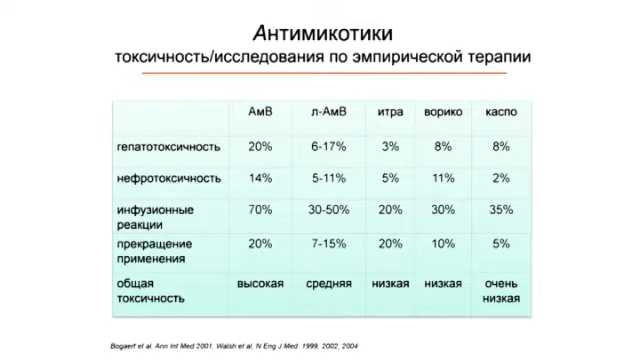 Антимикотики
токсичность/исследования по эмпирической терапии
АмВ л-АмВ итра ворико каспо
гепатотоксичность 20% 6-17% 3% 8% 8%
нефротоксичность 14% 5-11% 5% 11% 2%
инфузионные реакции 70% 30-50% 20% 30% 35%
прекращение применения 20% 7-15% 20% 10% 5%
общая токсичность высокая средняя низкая низкая очень низкая
Bogaert et al. Ann Int Med 2001, Walsh et al, N Eng J Med 1999, 2002, 2004